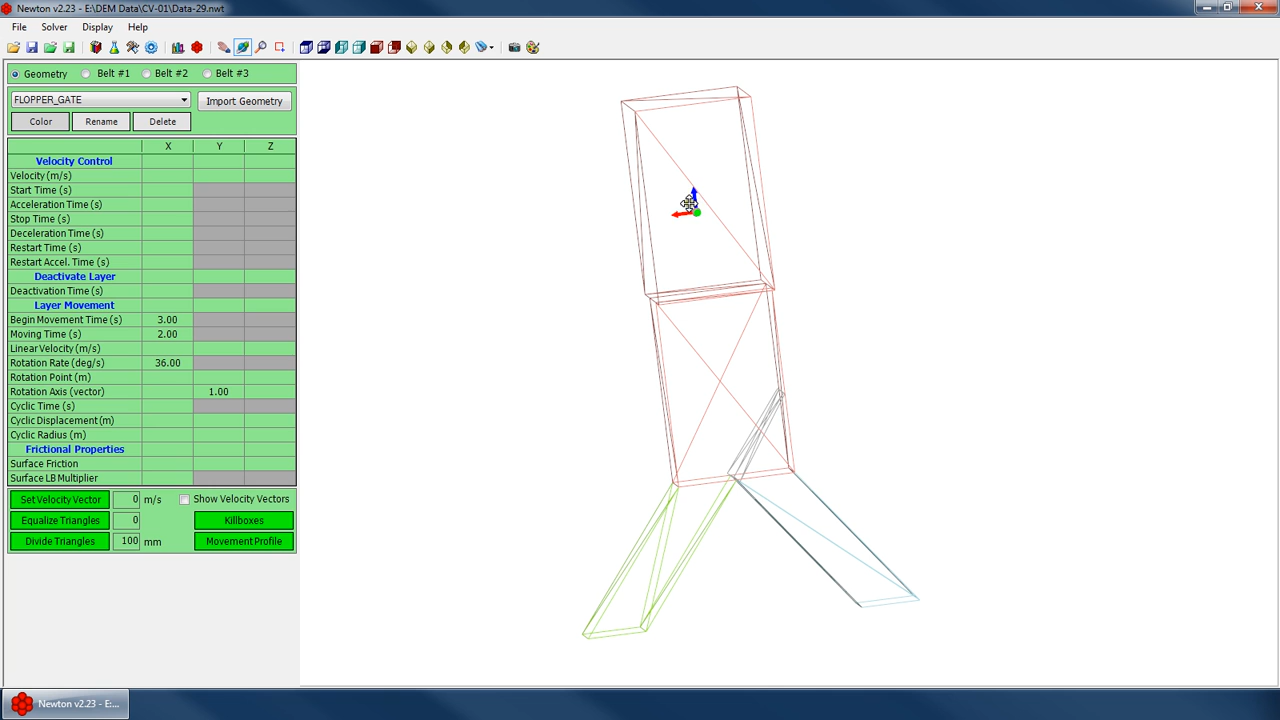 Newton v2.23 - E:\DEM Data\CV-01\Data-29.nwt
File Solver Display Help
Geometry Belt #1 Belt #2 Belt #3
FLOPPER_GATE Import Geometry
Color Rename Delete
X Y Z
Velocity Control
Velocity (m/s)
Start Time (s)
Acceleration Time (s)
Stop Time (s)
Deceleration Time (s)
Restart Time (s)
Restart Accel. Time (s)
Deactivate Layer
Deactivation Time (s)
Layer Movement
Begin Movement Time (s) 3.00
Moving Time (s) 2.00
Linear Velocity (m/s)
Rotation Rate (deg/s) 36.00
Rotation Point (m)
Rotation Axis (vector) 1.00
Cyclic Time (s)
Cyclic Displacement (m)
Cyclic Radius (m)
Frictional Properties
Surface Friction
Surface LB Multiplier
Set Velocity Vector 0 m/s Show Velocity Vectors
Equalize Triangles 0 Killboxes
Divide Triangles 100 mm Movement Profile
Newton v2.23 - E:...